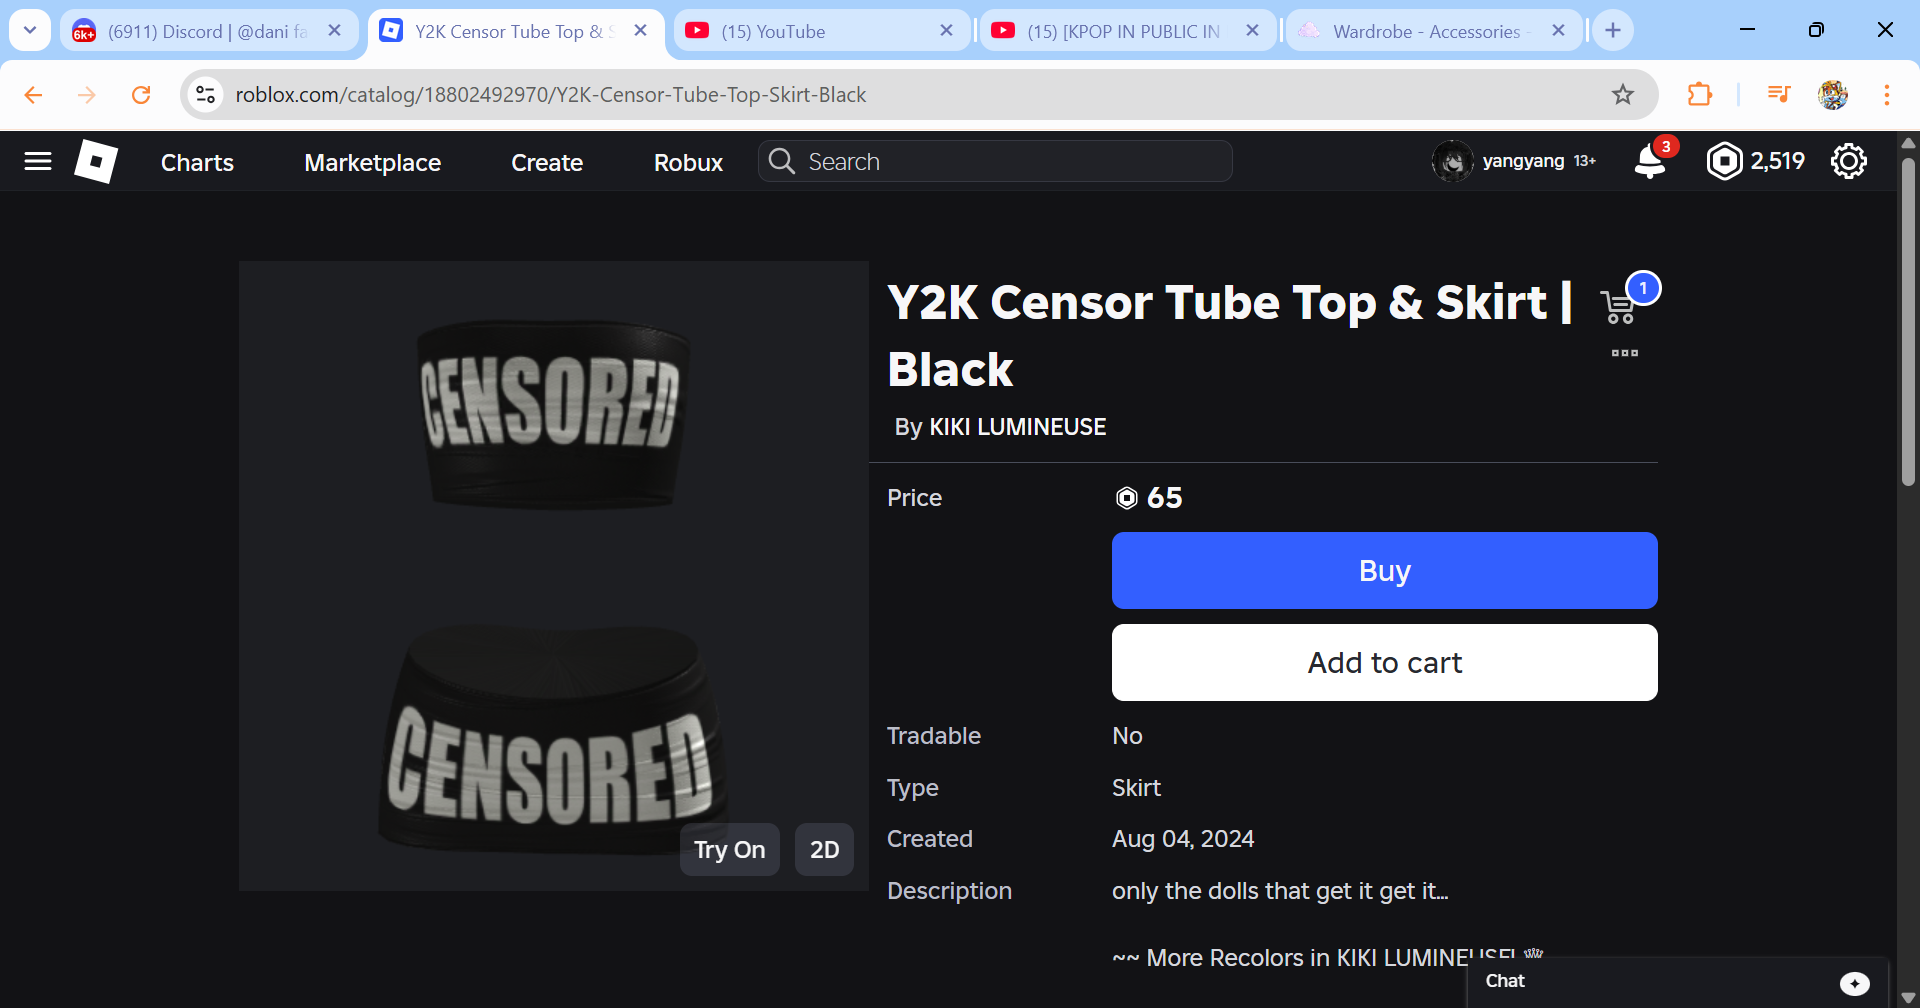 6k+
(6911) Discord | @dani fa
Y2K Censor Tube Top &
(15) YouTube
(15) [KPOP IN PUBLIC IN
Wardrobe - Accessories -
roblox.com/catalog/18802492970/Y2K-Censor-Tube-Top-Skirt-Black
Charts
Marketplace
Create
Robux
Search
yangyang 13+
3
2,519
CENSORED
CENSORED
Try On
2D
Y2K Censor Tube Top & Skirt |
Black
1
By KIKI LUMINEUSE
Price 65
Buy
Add to cart
Tradable No
Type Skirt
Created Aug 04, 2024
Description only the dolls that get it get it...
~~ More Recolors in KIKI LUMINEUSE! ♕
Chat